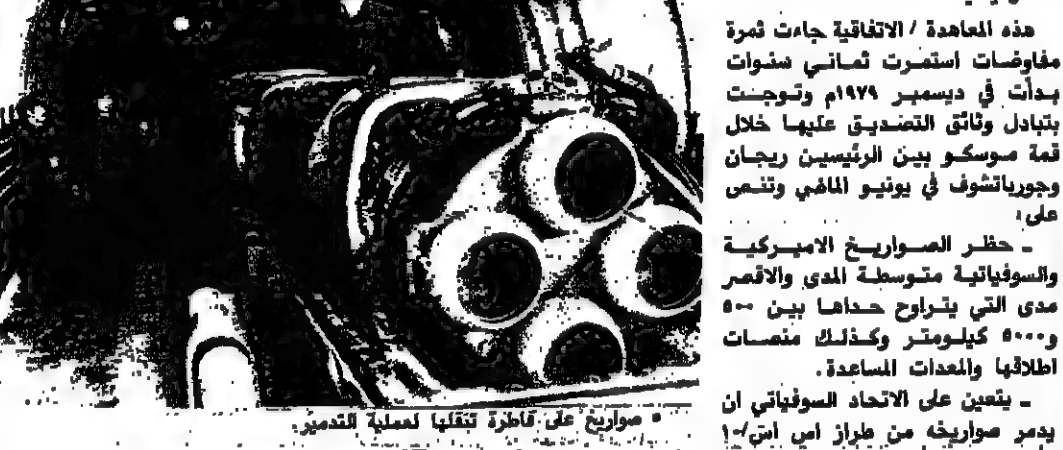 هذه المعاهدة / الاتفاقية جاءت ثمرة
مفاوضات استمرت ثماني سنوات
بدأت في ديسمبر ١٩٧٩م وتوجت
بتبادل وثائق التصديق عليها خلال
قمة موسكو بين الرئيسين ريجان
وجورباتشوف في يونيو الماضي وتنص
على:
ـ حظر الصواريخ الاميركية
والسوفياتية متوسطة المدى والاقصر
مدى التي يتراوح حداها بين ٥٠٠
و٥٠٠٠ كيلومتر وكذلك منصات
اطلاقها والمعدات المساعدة.
ـ يتعين على الاتحاد السوفياتي ان
يدمر صواريخه من طراز اس اس/
صواريخ على قاطرة تنقلها لعملية التدمير.